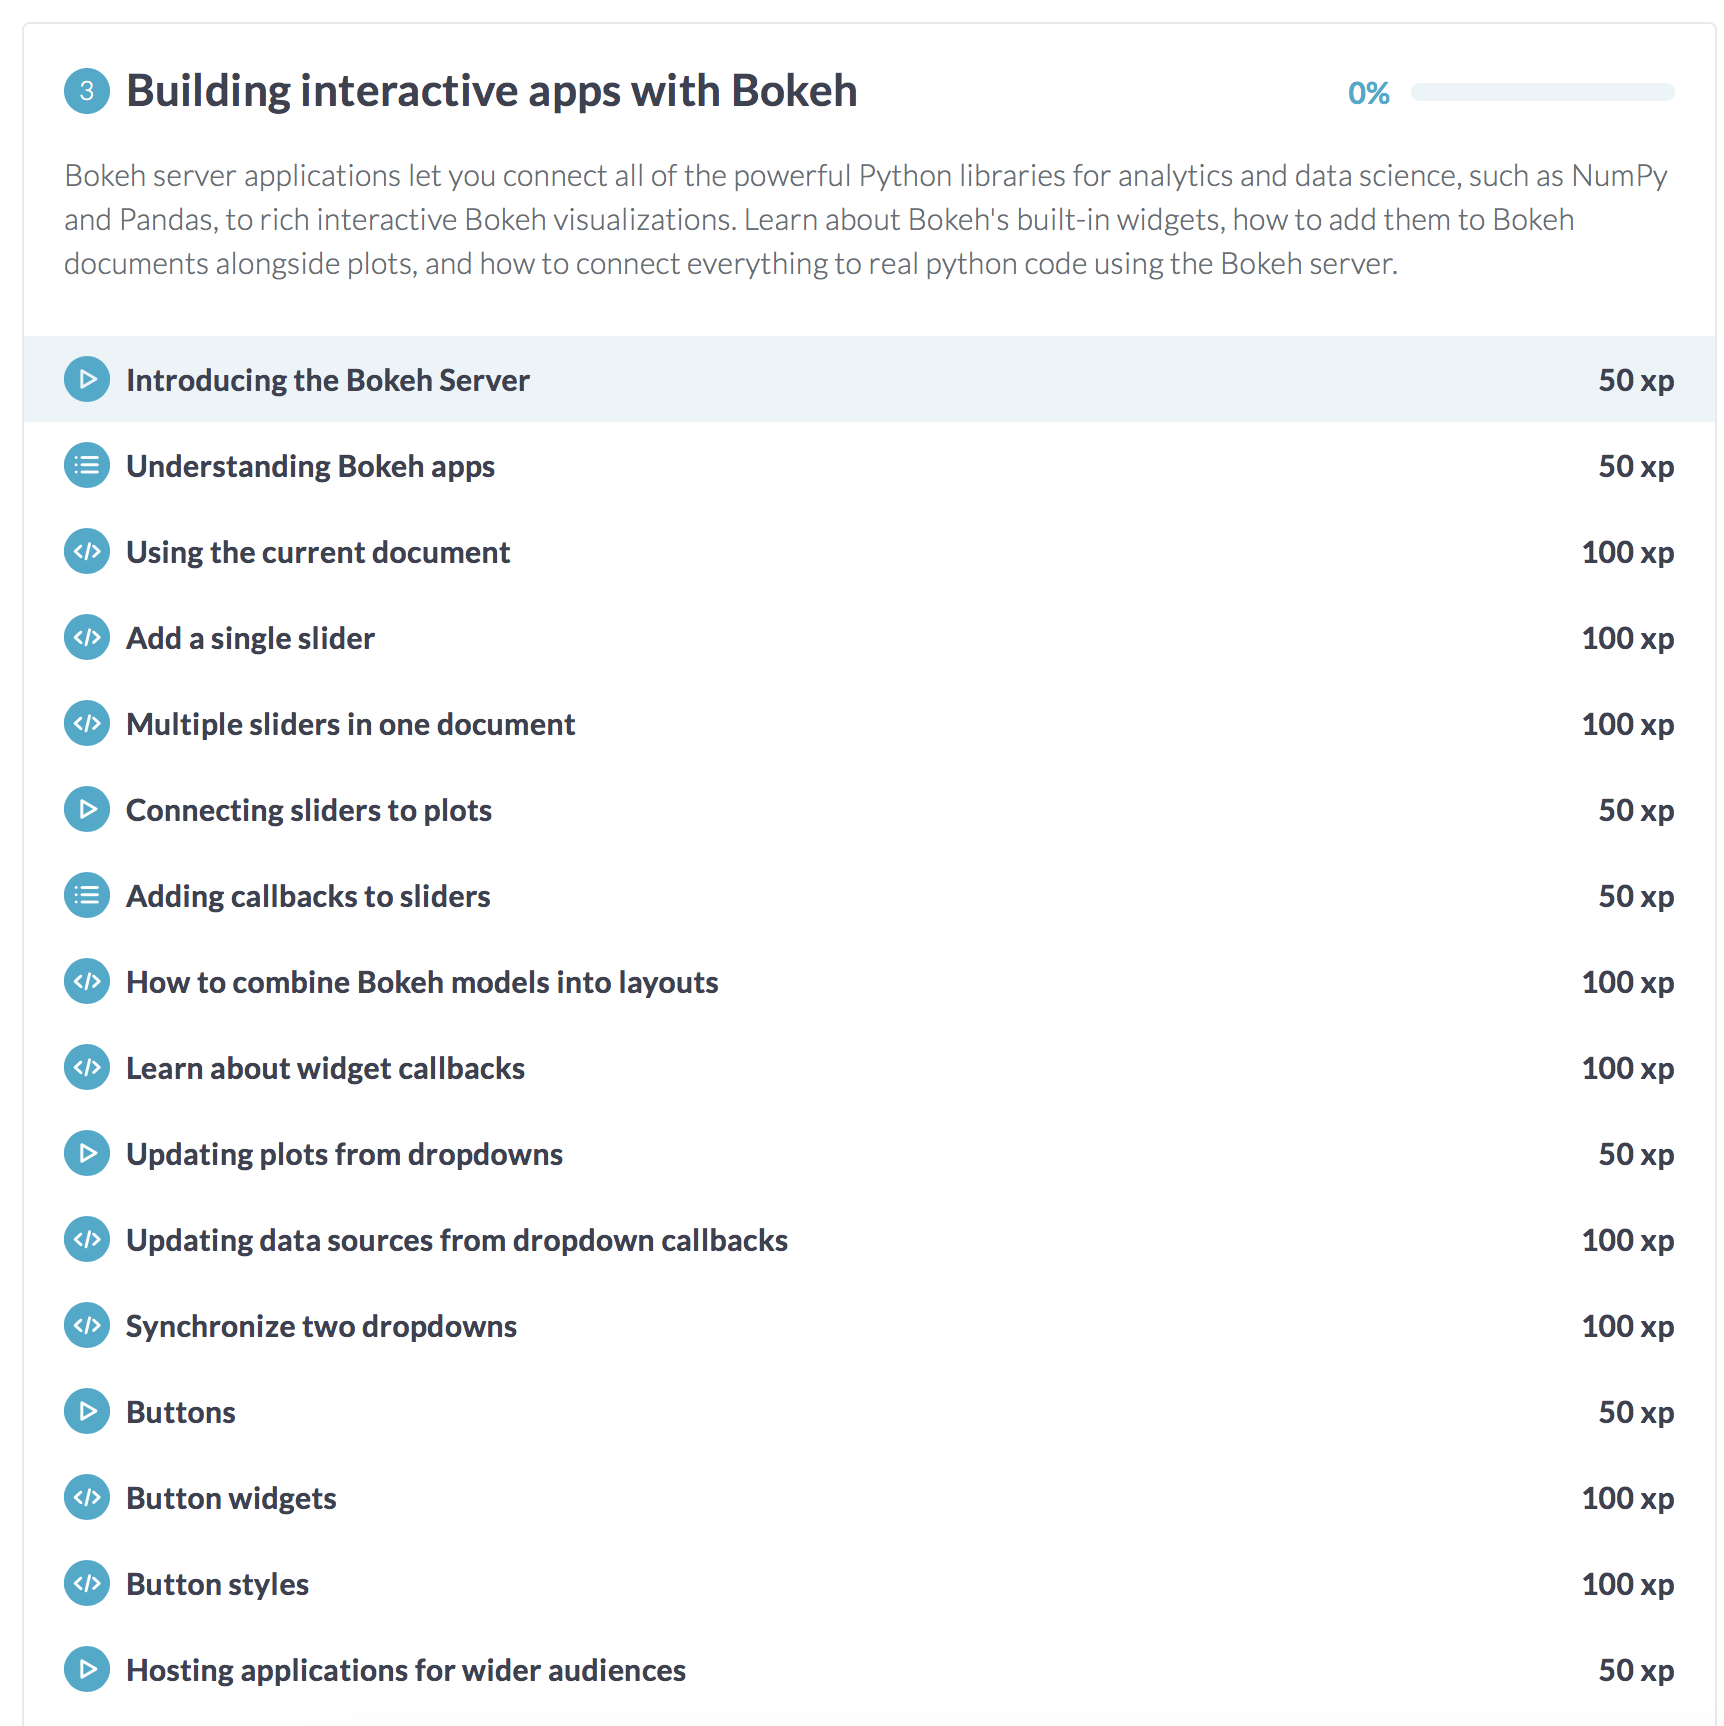 3 Building interactive apps with Bokeh 0%
Bokeh server applications let you connect all of the powerful Python libraries for analytics and data science, such as NumPy
and Pandas, to rich interactive Bokeh visualizations. Learn about Bokeh's built-in widgets, how to add them to Bokeh
documents alongside plots, and how to connect everything to real python code using the Bokeh server.
Introducing the Bokeh Server 50 xp
Understanding Bokeh apps 50 xp
Using the current document 100 xp
Add a single slider 100 xp
Multiple sliders in one document 100 xp
Connecting sliders to plots 50 xp
Adding callbacks to sliders 50 xp
How to combine Bokeh models into layouts 100 xp
Learn about widget callbacks 100 xp
Updating plots from dropdowns 50 xp
Updating data sources from dropdown callbacks 100 xp
Synchronize two dropdowns 100 xp
Buttons 50 xp
Button widgets 100 xp
Button styles 100 xp
Hosting applications for wider audiences 50 xp